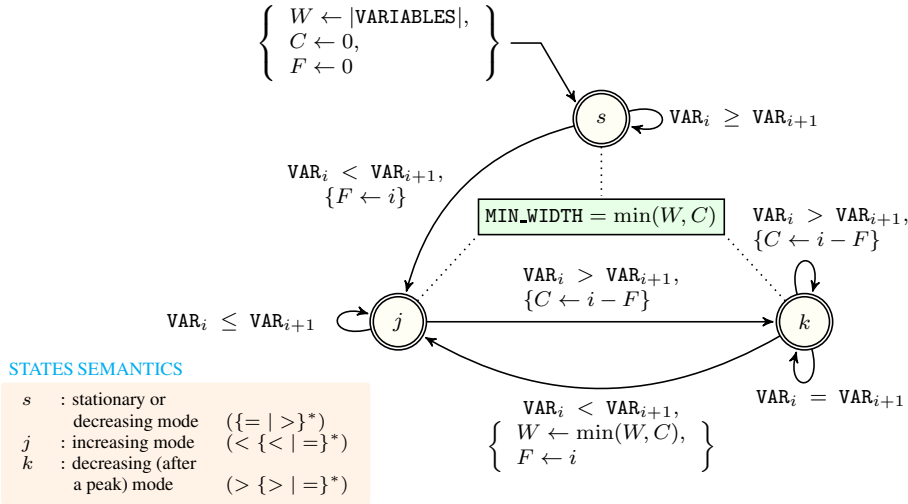 W ← |VARIABLES|,
C ← 0,
F ← 0
s
VAR_i ≥ VAR_{i+1}
VAR_i < VAR_{i+1},
{F ← i}
MIN_WIDTH = min(W, C)
VAR_i > VAR_{i+1},
{C ← i − F}
VAR_i > VAR_{i+1},
{C ← i − F}
VAR_i ≤ VAR_{i+1}
j
k
VAR_i = VAR_{i+1}
VAR_i < VAR_{i+1},
W ← min(W, C),
F ← i
STATES SEMANTICS
s : stationary or
decreasing mode ({= | >}*)
j : increasing mode (< {< | =}*)
k : decreasing (after
a peak) mode (> {> | =}*)